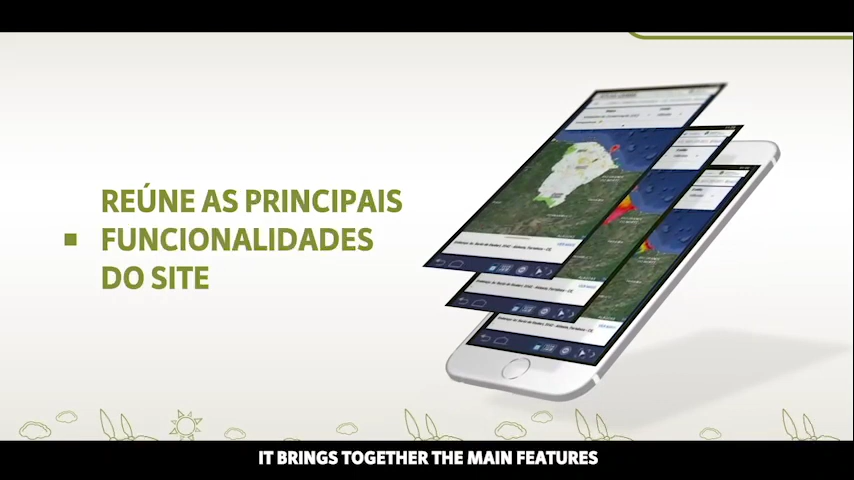 REÚNE AS PRINCIPAIS
FUNCIONALIDADES
DO SITE
IT BRINGS TOGETHER THE MAIN FEATURES